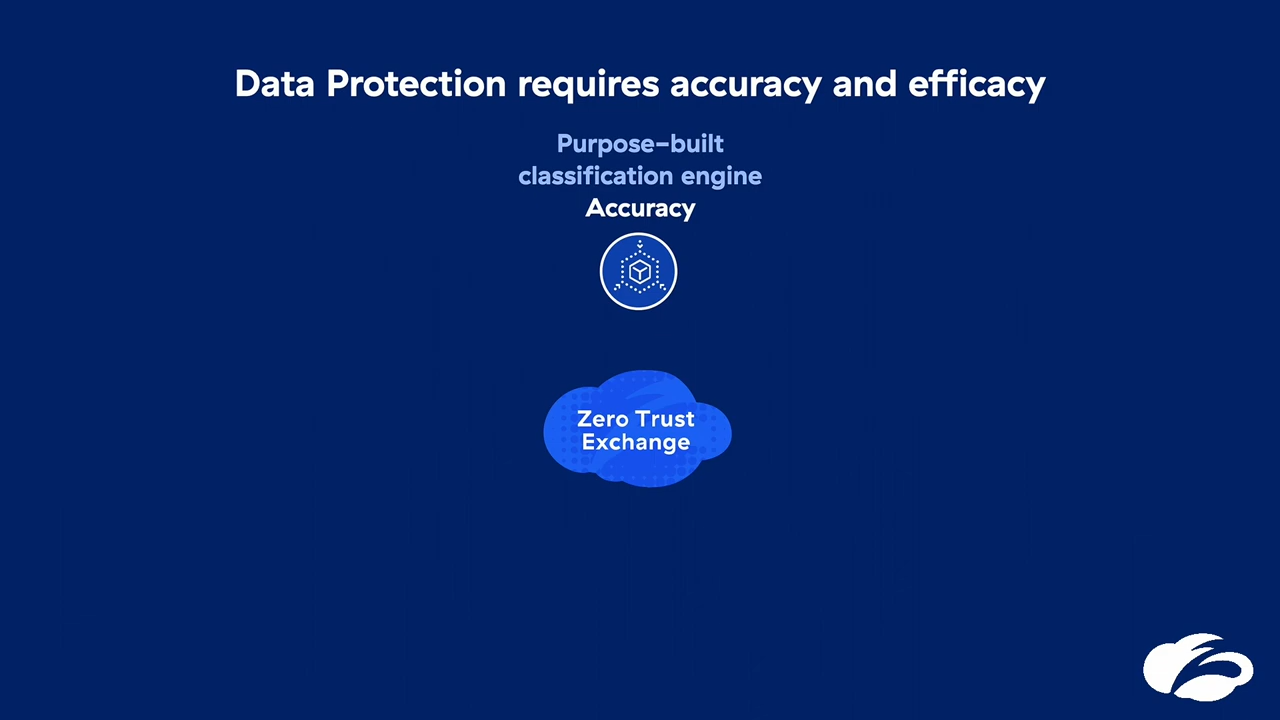 Data Protection requires accuracy and efficacy
Purpose-built
classification engine
Accuracy
Zero Trust
Exchange